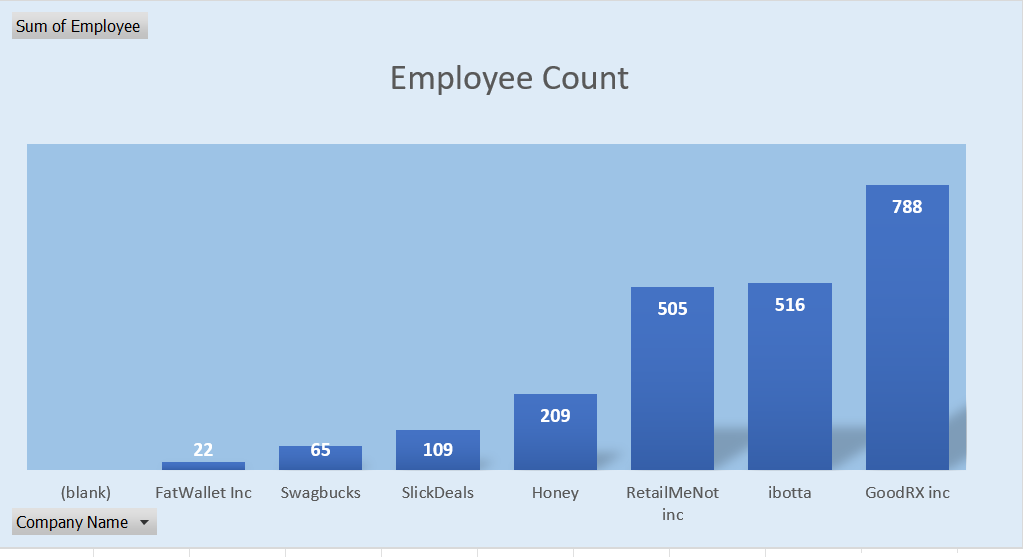 Sum of Employee
Employee Count
788
505
516
209
22
65
109
(blank)
FatWallet Inc
Swagbucks
SlickDeals
Honey
RetailMeNot
inc
ibotta
GoodRX inc
Company Name